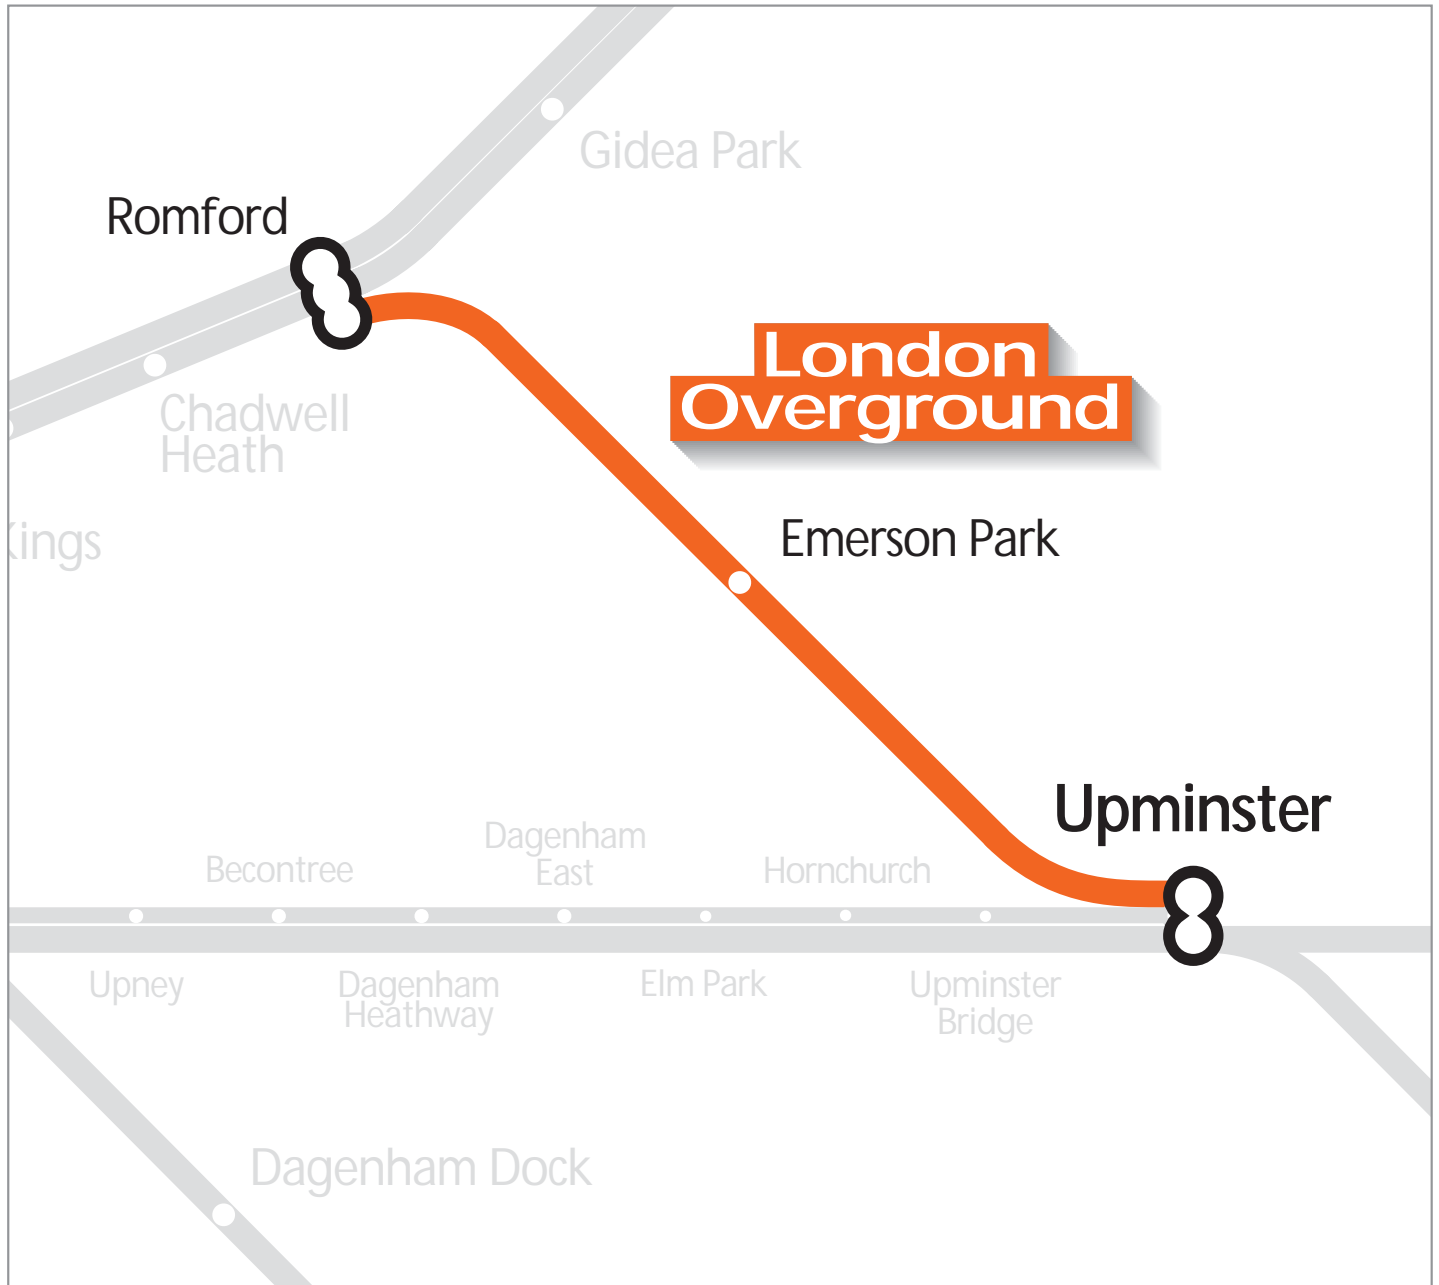 Gidea Park
Romford
London
Overground
Chadwell
Heath
Emerson Park
Upminster
Dagenham
East
Becontree
Hornchurch
Upney
Dagenham
Heathway
Elm Park
Upminster
Bridge
Dagenham Dock